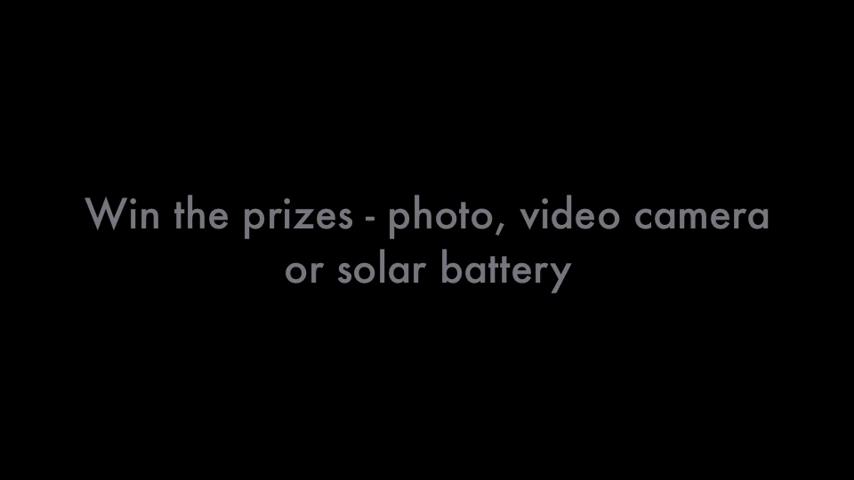 Win the prizes - photo, video camera
or solar battery